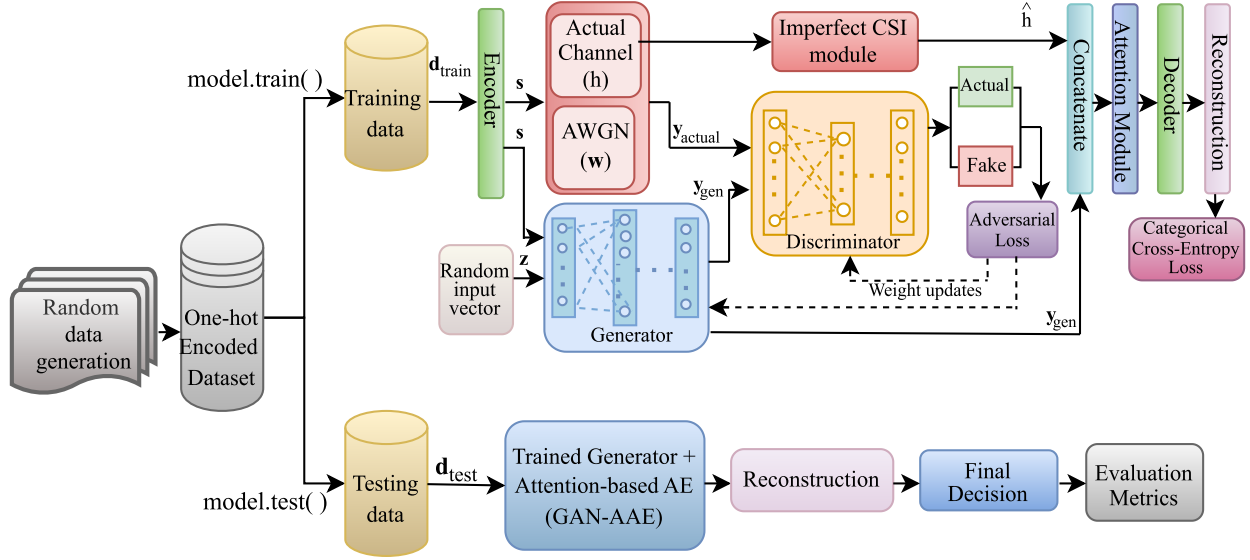 Random
data
generation
One-hot
Encoded
Dataset
model.train( )
Training
data
d_train
Encoder
s
s
Actual
Channel
(h)
AWGN
(w)
Imperfect CSI
module
ĥ
y_actual
y_gen
z
Random
input
vector
Generator
Discriminator
Actual
Fake
Adversarial
Loss
Weight updates
y_gen
Concatenate
Attention Module
Decoder
Reconstruction
Categorical
Cross-Entropy
Loss
model.test( )
Testing
data
d_test
Trained Generator +
Attention-based AE
(GAN-AAE)
Reconstruction
Final
Decision
Evaluation
Metrics